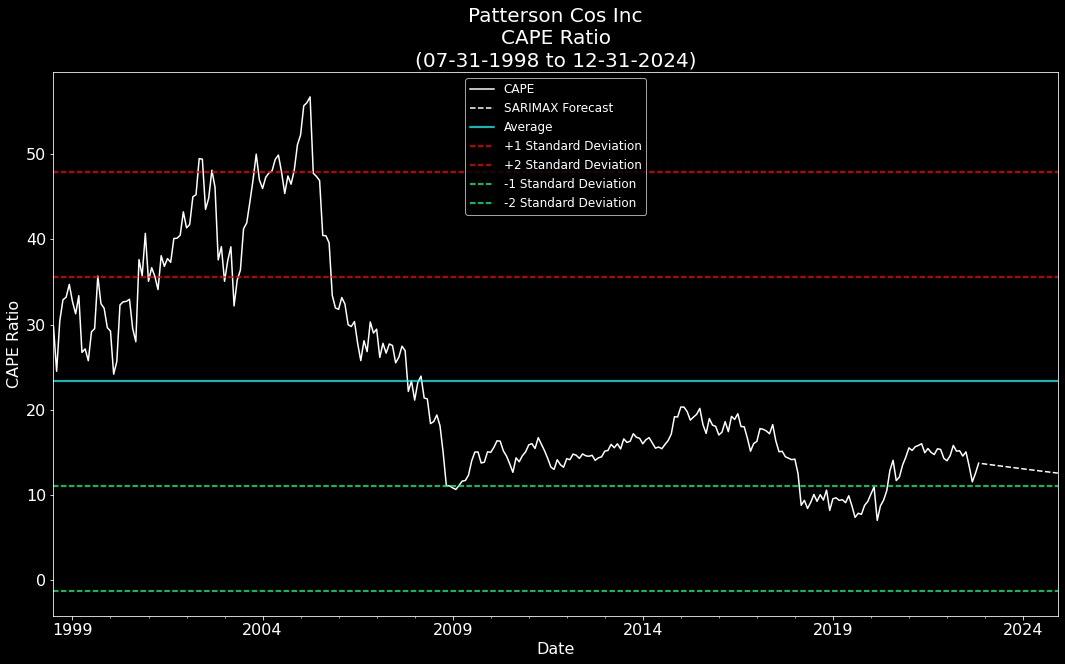 Patterson Cos Inc
CAPE Ratio
(07-31-1998 to 12-31-2024)
CAPE
SARIMAX Forecast
Average
+1 Standard Deviation
+2 Standard Deviation
-1 Standard Deviation
-2 Standard Deviation
CAPE Ratio
50
40
30
20
10
0
1999 2004 2009 2014 2019 2024
Date